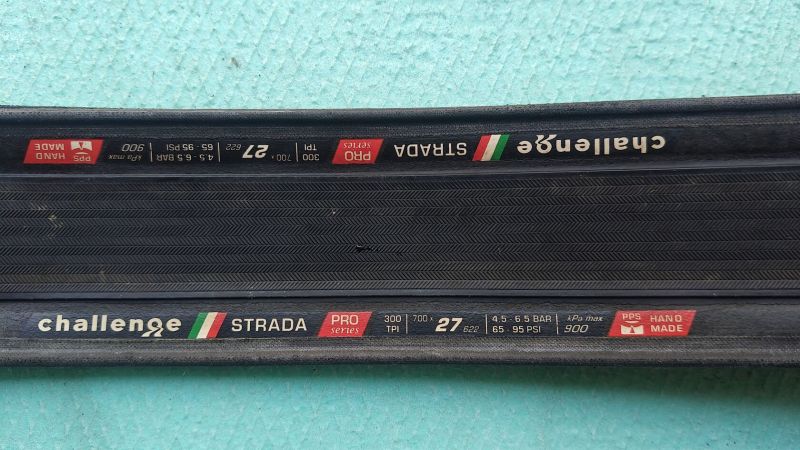 challenge STRADA PRO series 300 TPI 700 x 27 622 4.5 - 6.5 BAR 65 - 95 PSI kPa max 900 PPS HAND MADE
challenge STRADA PRO series 300 TPI 700 x 27 622 4.5 - 6.5 BAR 65 - 95 PSI kPa max 900 PPS HAND MADE